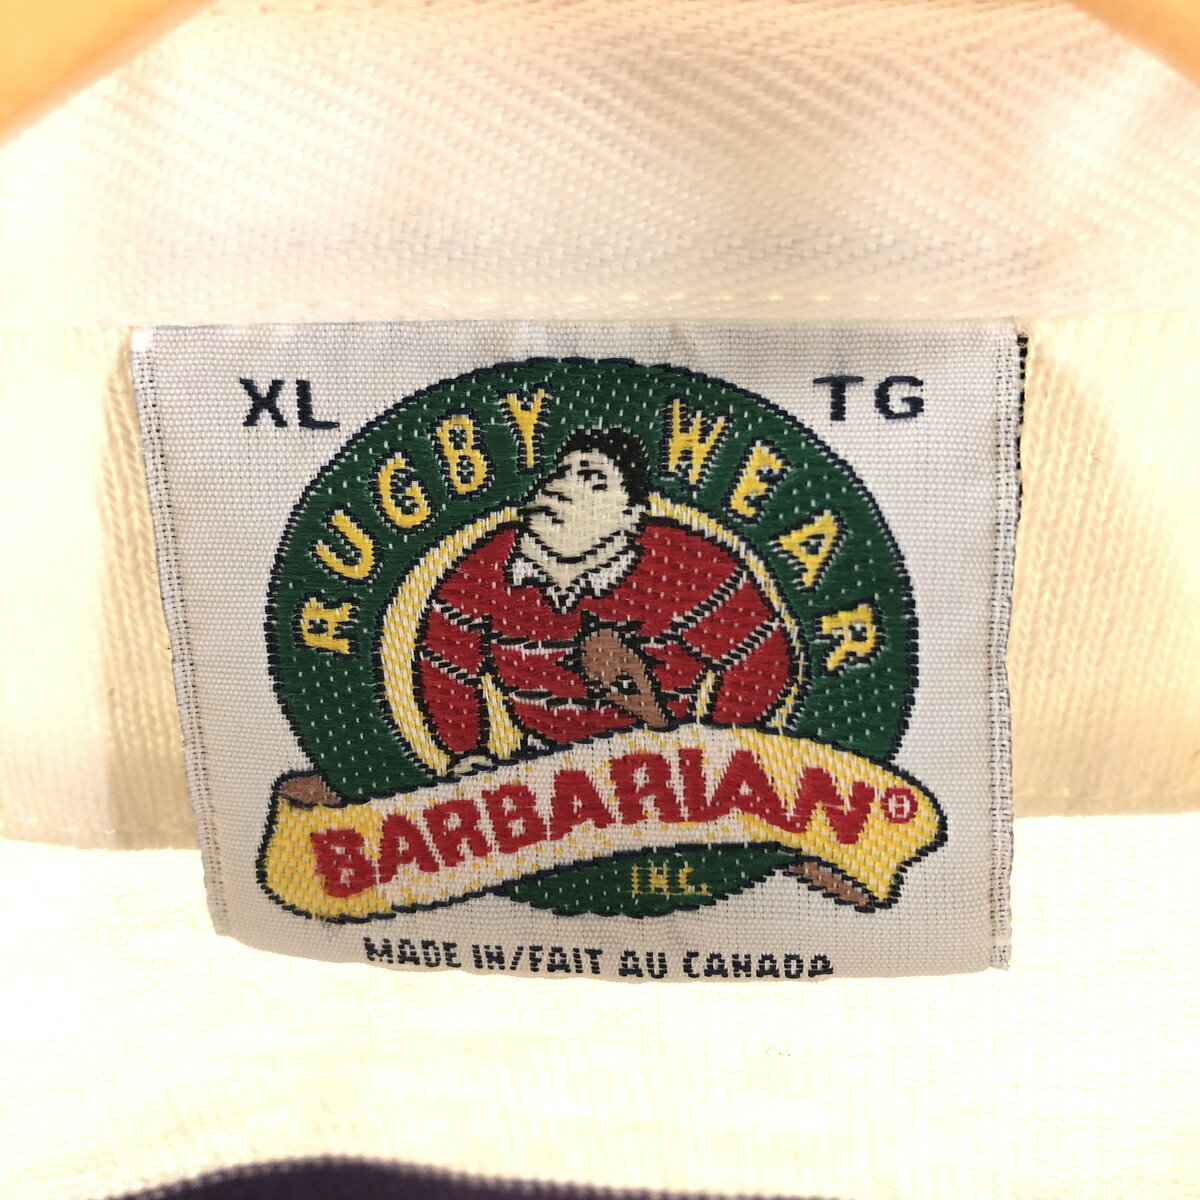 XL TG
RUGBY WEAR
BARBARIAN®
INC.
MADE IN/FAIT AU CANADA